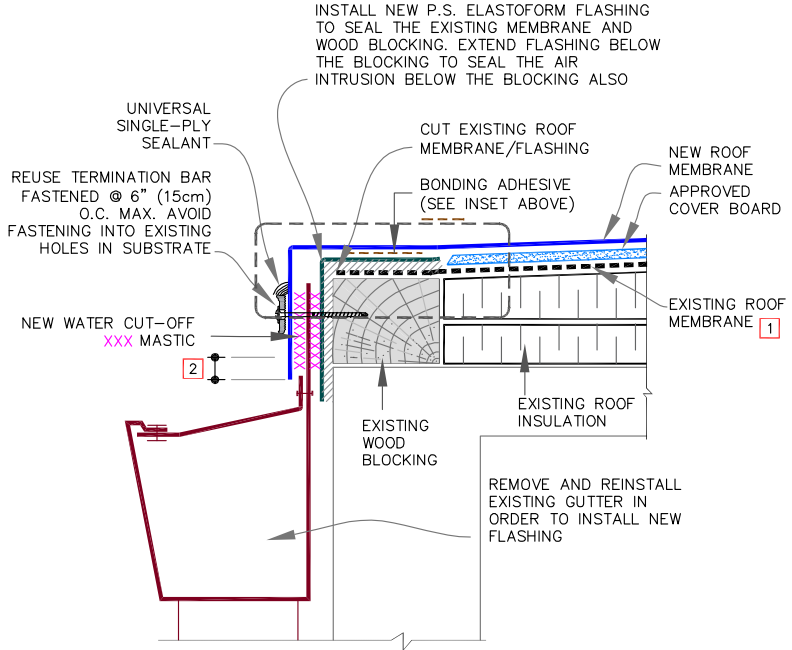 INSTALL NEW P.S. ELASTOFORM FLASHING
TO SEAL THE EXISTING MEMBRANE AND
WOOD BLOCKING. EXTEND FLASHING BELOW
THE BLOCKING TO SEAL THE AIR
INTRUSION BELOW THE BLOCKING ALSO
UNIVERSAL
SINGLE-PLY
SEALANT
CUT EXISTING ROOF
MEMBRANE/FLASHING
NEW ROOF
MEMBRANE
REUSE TERMINATION BAR
FASTENED @ 6" (15cm)
O.C. MAX. AVOID
FASTENING INTO EXISTING
HOLES IN SUBSTRATE
BONDING ADHESIVE
(SEE INSET ABOVE)
APPROVED
COVER BOARD
EXISTING ROOF
MEMBRANE 1
NEW WATER CUT-OFF
XXX MASTIC
2
EXISTING
WOOD
BLOCKING
EXISTING ROOF
INSULATION
REMOVE AND REINSTALL
EXISTING GUTTER IN
ORDER TO INSTALL NEW
FLASHING